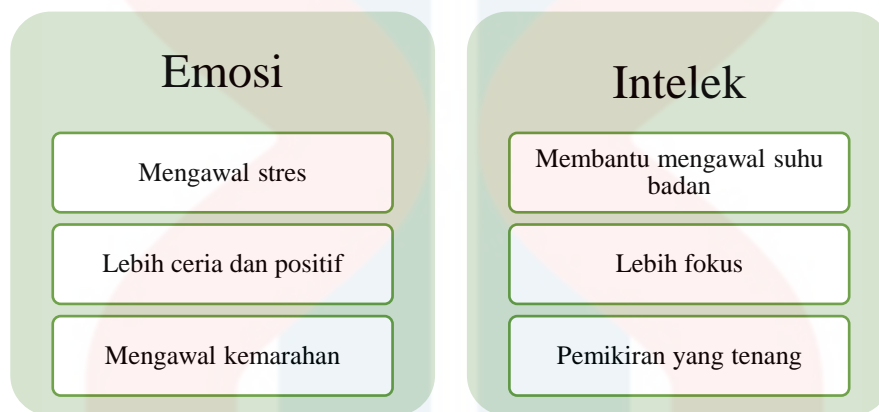 Emosi
Mengawal stres
Lebih ceria dan positif
Mengawal kemarahan
Intelek
Membantu mengawal suhu
badan
Lebih fokus
Pemikiran yang tenang